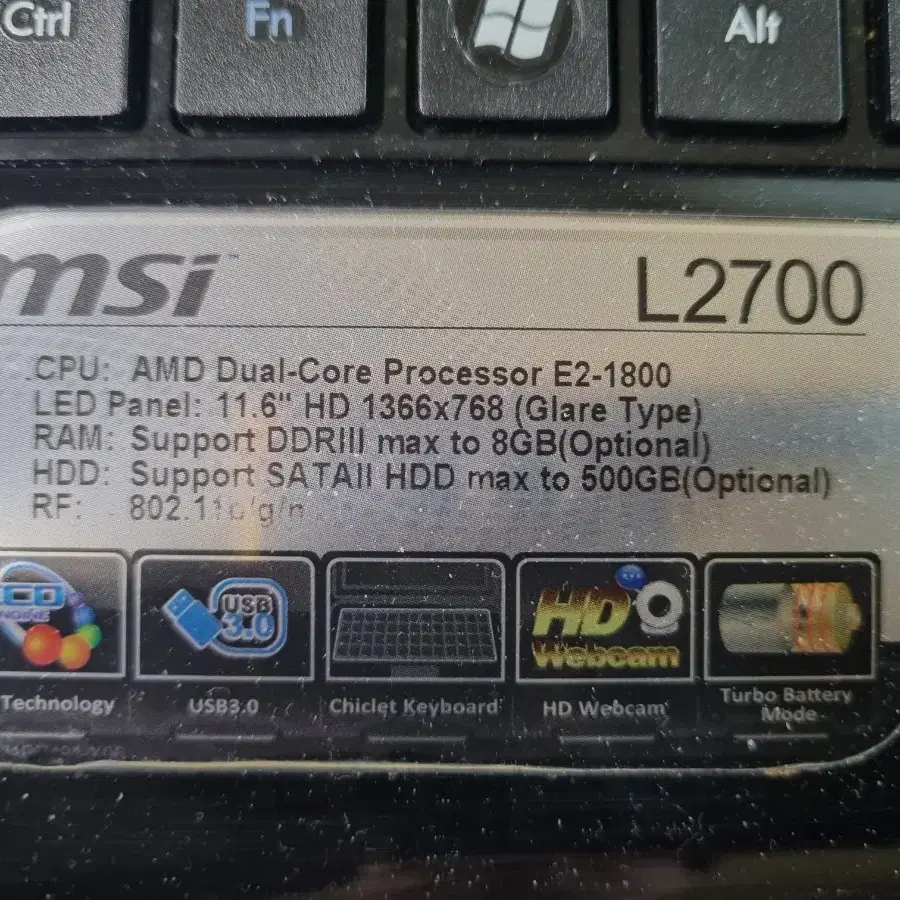 Ctrl Fn Alt
msi™ L2700
CPU: AMD Dual-Core Processor E2-1800
LED Panel: 11.6" HD 1366x768 (Glare Type)
RAM: Support DDRIII max to 8GB(Optional)
HDD: Support SATAII HDD max to 500GB(Optional)
RF: 802.11b/g/n
USB
3.0
HD
Webcam
Technology USB3.0 Chiclet Keyboard HD Webcam Turbo Battery
Mode